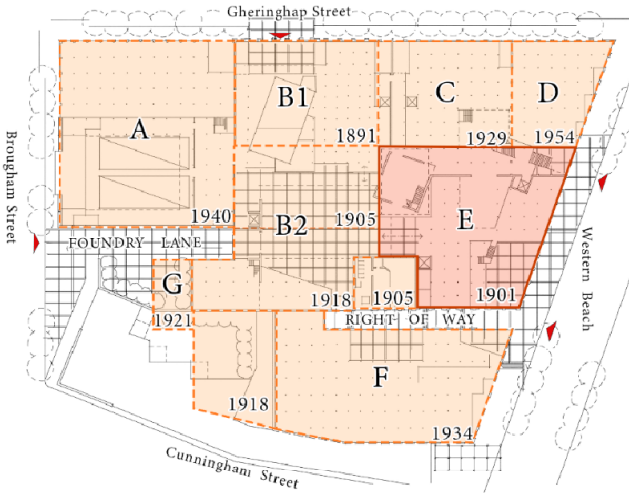 Gheringhap Street
B1
C
D
A
1891
1929
1954
Brougham Street
1940
B2
1905
E
FOUNDRY LANE
Western Beach
G
1918
1905
1901
1921
RIGHT OF WAY
F
1918
1934
Cunningham Street